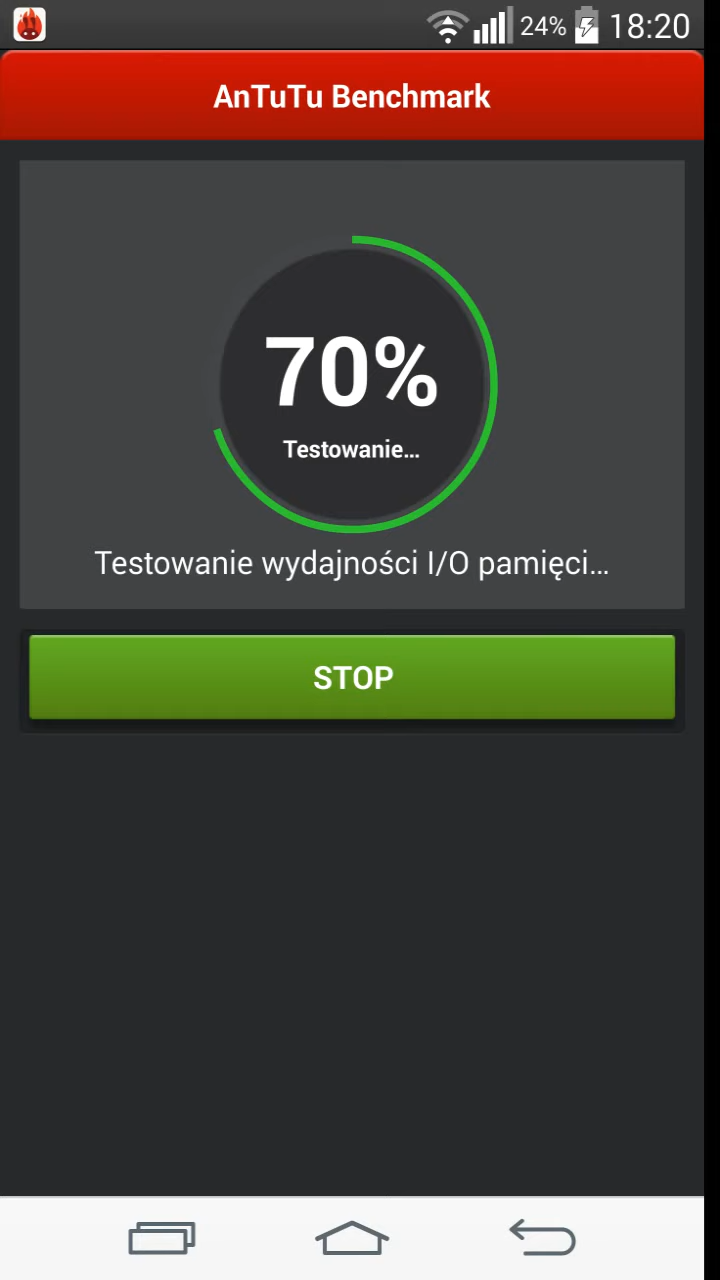 24% 18:20
AnTuTu Benchmark
70%
Testowanie...
Testowanie wydajności I/O pamięci...
STOP